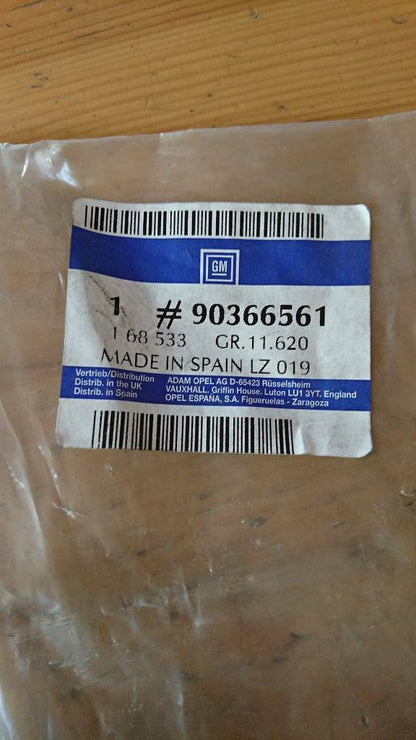 GM
1 # 90366561
1 68 533 GR.11.620
MADE IN SPAIN LZ 019
Vertrieb/Distribution ADAM OPEL AG D-65423 Rüsselsheim
Distrib. in the UK VAUXHALL. Griffin House. Luton LU1 3YT. England
Distrib. in Spain OPEL ESPAÑA, S.A. Figueruelas - Zaragoza